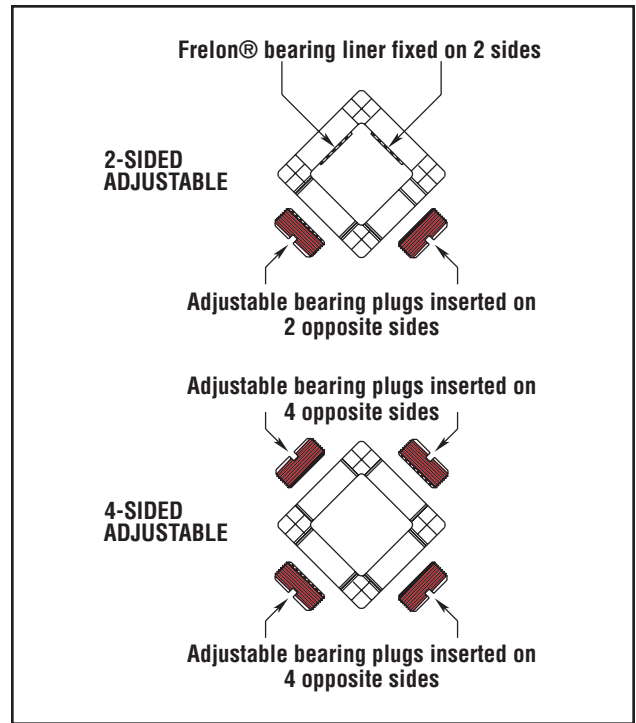 Frelon® bearing liner fixed on 2 sides
2-SIDED
ADJUSTABLE
Adjustable bearing plugs inserted on
2 opposite sides
Adjustable bearing plugs inserted on
4 opposite sides
4-SIDED
ADJUSTABLE
Adjustable bearing plugs inserted on
4 opposite sides